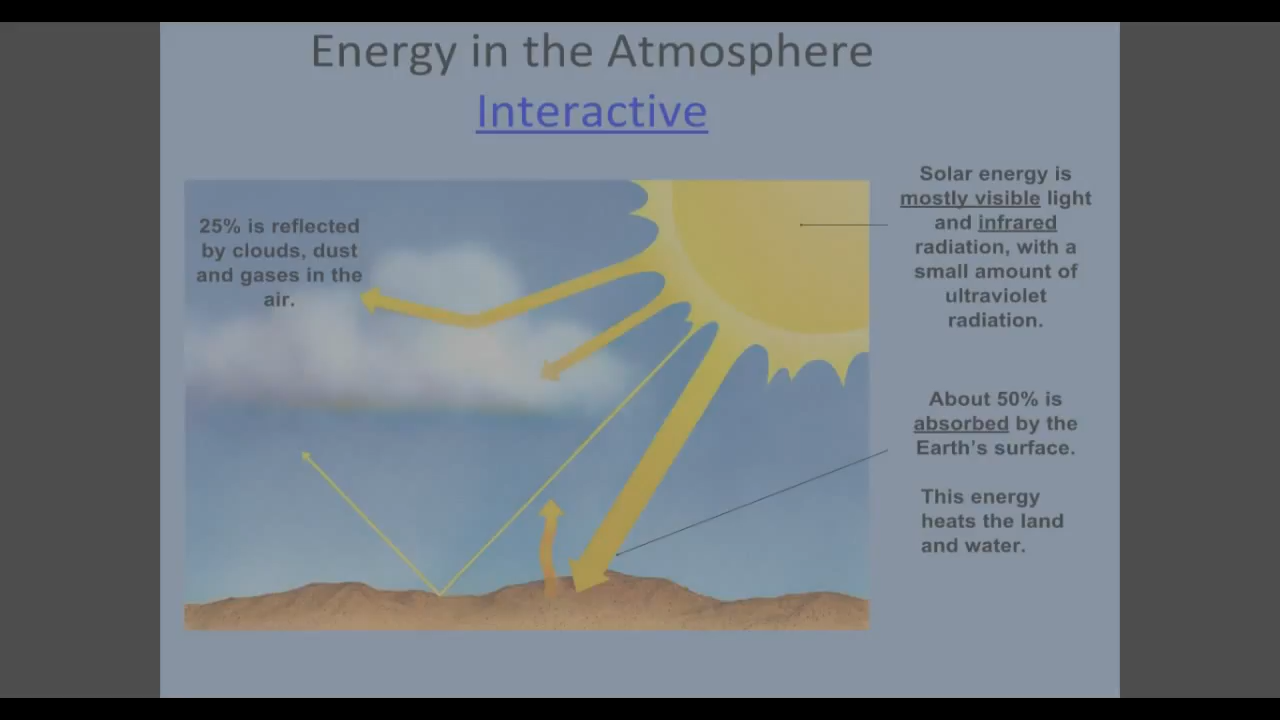 Energy in the Atmosphere
Interactive
25% is reflected
by clouds, dust
and gases in the
air.
Solar energy is
mostly visible light
and infrared
radiation, with a
small amount of
ultraviolet
radiation.
About 50% is
absorbed by the
Earth's surface.
This energy
heats the land
and water.